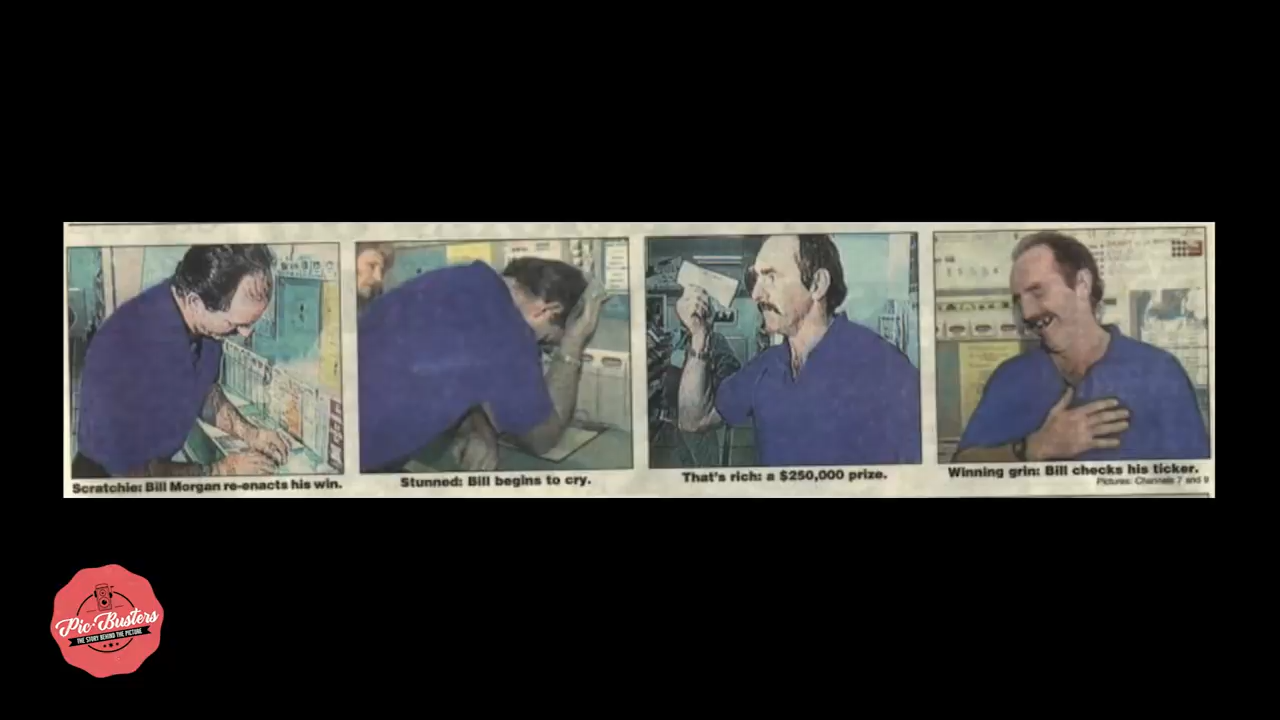 Scratchie: Bill Morgan re-enacts his win.
Stunned: Bill begins to cry.
That's rich: a $250,000 prize.
Winning grin: Bill checks his ticker.
Pictures: Channels 7 and 9
Pic-Busters
THE STORY BEHIND THE PICTURE